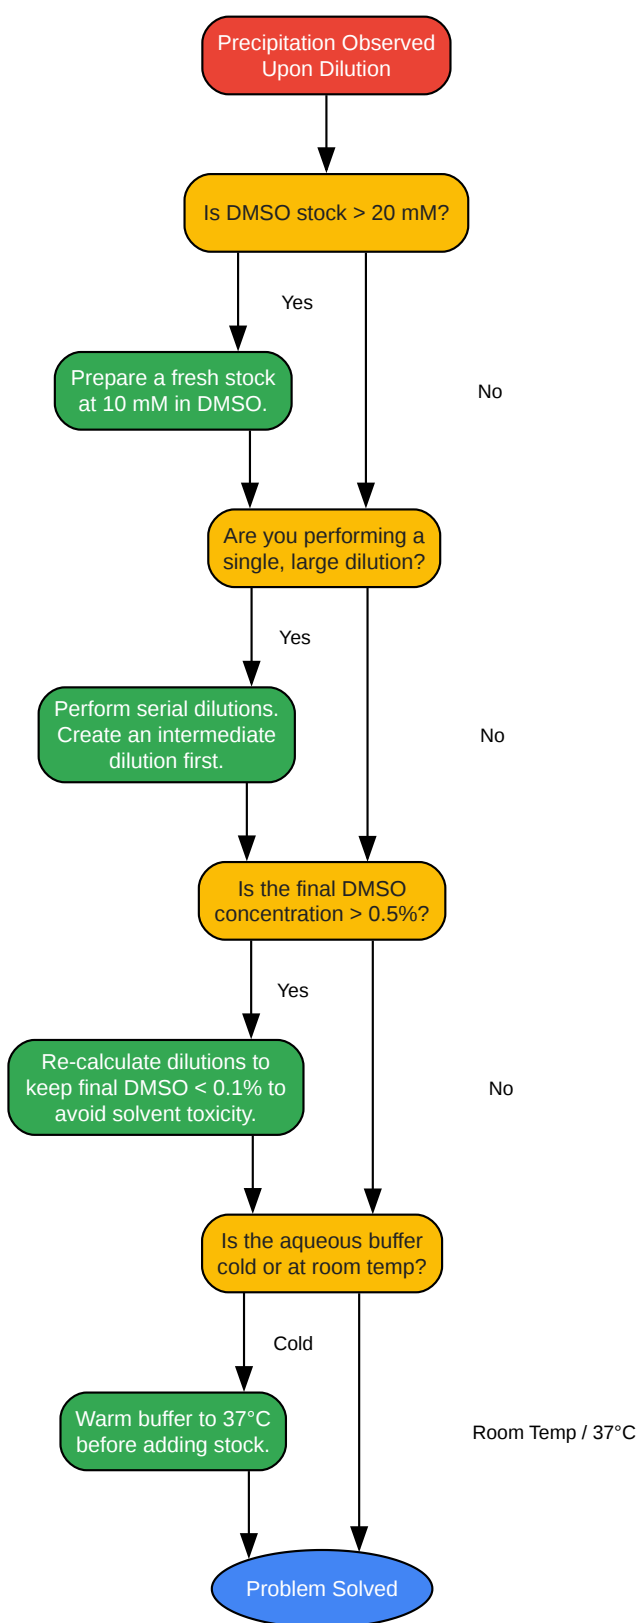 Precipitation Observed
Upon Dilution
Is DMSO stock > 20 mM?
Yes
Prepare a fresh stock
at 10 mM in DMSO.
No
Are you performing a
single, large dilution?
Yes
Perform serial dilutions.
Create an intermediate
dilution first.
No
Is the final DMSO
concentration > 0.5%?
Yes
Re-calculate dilutions to
keep final DMSO < 0.1% to
avoid solvent toxicity.
No
Is the aqueous buffer
cold or at room temp?
Cold
Warm buffer to 37°C
before adding stock.
Room Temp / 37°C
Problem Solved